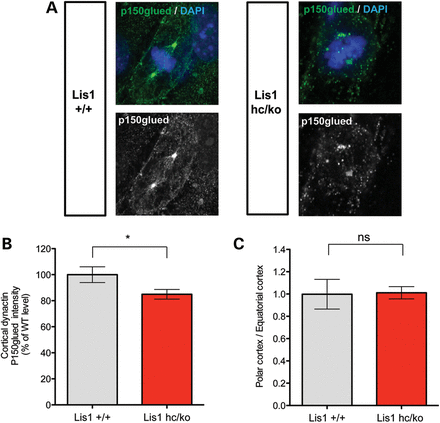 A
Lis1
+/+
p150glued / DAPI
p150glued
Lis1
hc/ko
p150glued / DAPI
p150glued
B
Cortical dynactin
P150glued intensity
(% of WT level)
120
100
80
60
40
20
0
*
Lis1 +/+
Lis1 hc/ko
C
Polar cortex / Equatorial cortex
1.4
1.2
1.0
0.8
0.6
0.4
0.2
0.0
ns
Lis1 +/+
Lis1 hc/ko